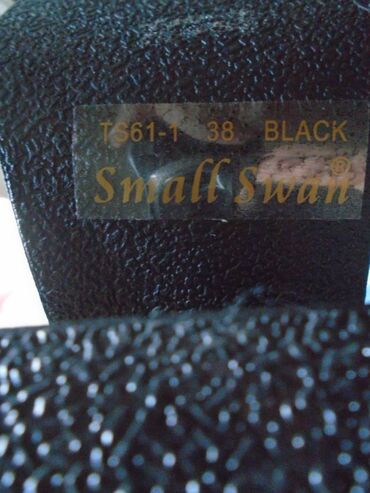 TS61-1 38 BLACK
Small Swan®